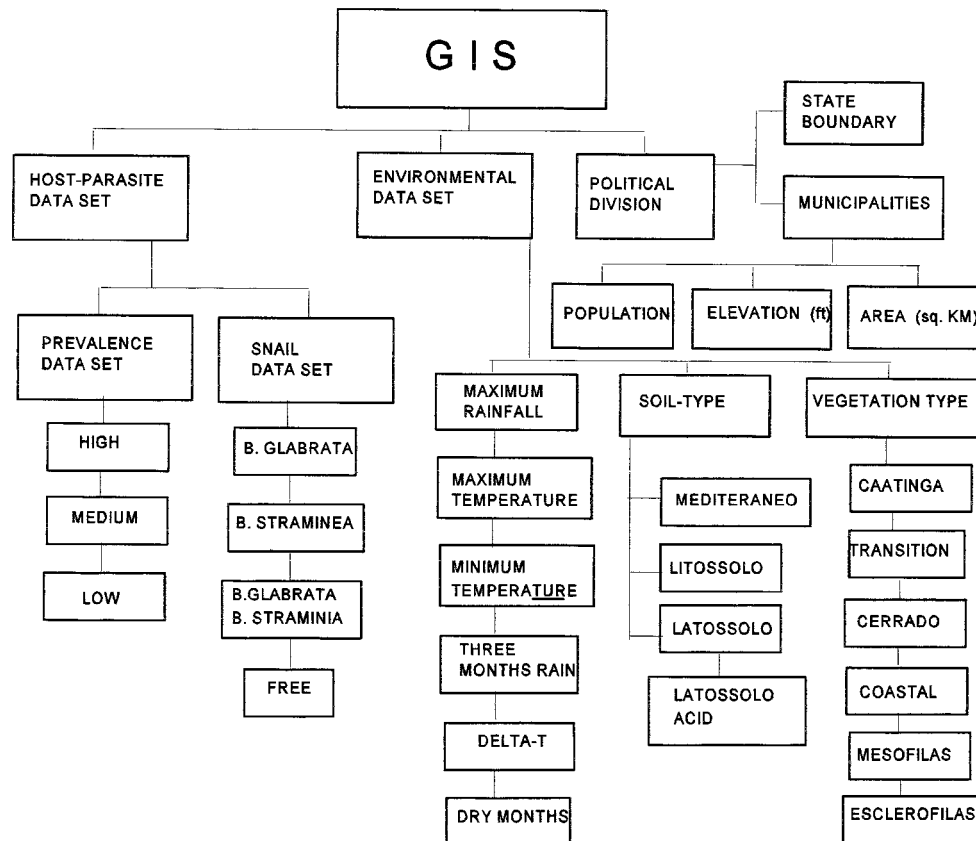 G I S
HOST-PARASITE
DATA SET
ENVIRONMENTAL
DATA SET
POLITICAL
DIVISION
STATE
BOUNDARY
MUNICIPALITIES
POPULATION
ELEVATION (ft)
AREA (sq. KM)
PREVALENCE
DATA SET
HIGH
MEDIUM
LOW
SNAIL
DATA SET
B. GLABRATA
B. STRAMINEA
B.GLABRATA
B. STRAMINIA
FREE
MAXIMUM
RAINFALL
MAXIMUM
TEMPERATURE
MINIMUM
TEMPERATURE
THREE
MONTHS RAIN
DELTA-T
DRY MONTHS
SOIL-TYPE
MEDITERANEO
LITOSSOLO
LATOSSOLO
LATOSSOLO
ACID
VEGETATION TYPE
CAATINGA
TRANSITION
CERRADO
COASTAL
MESOFILAS
ESCLEROFILAS